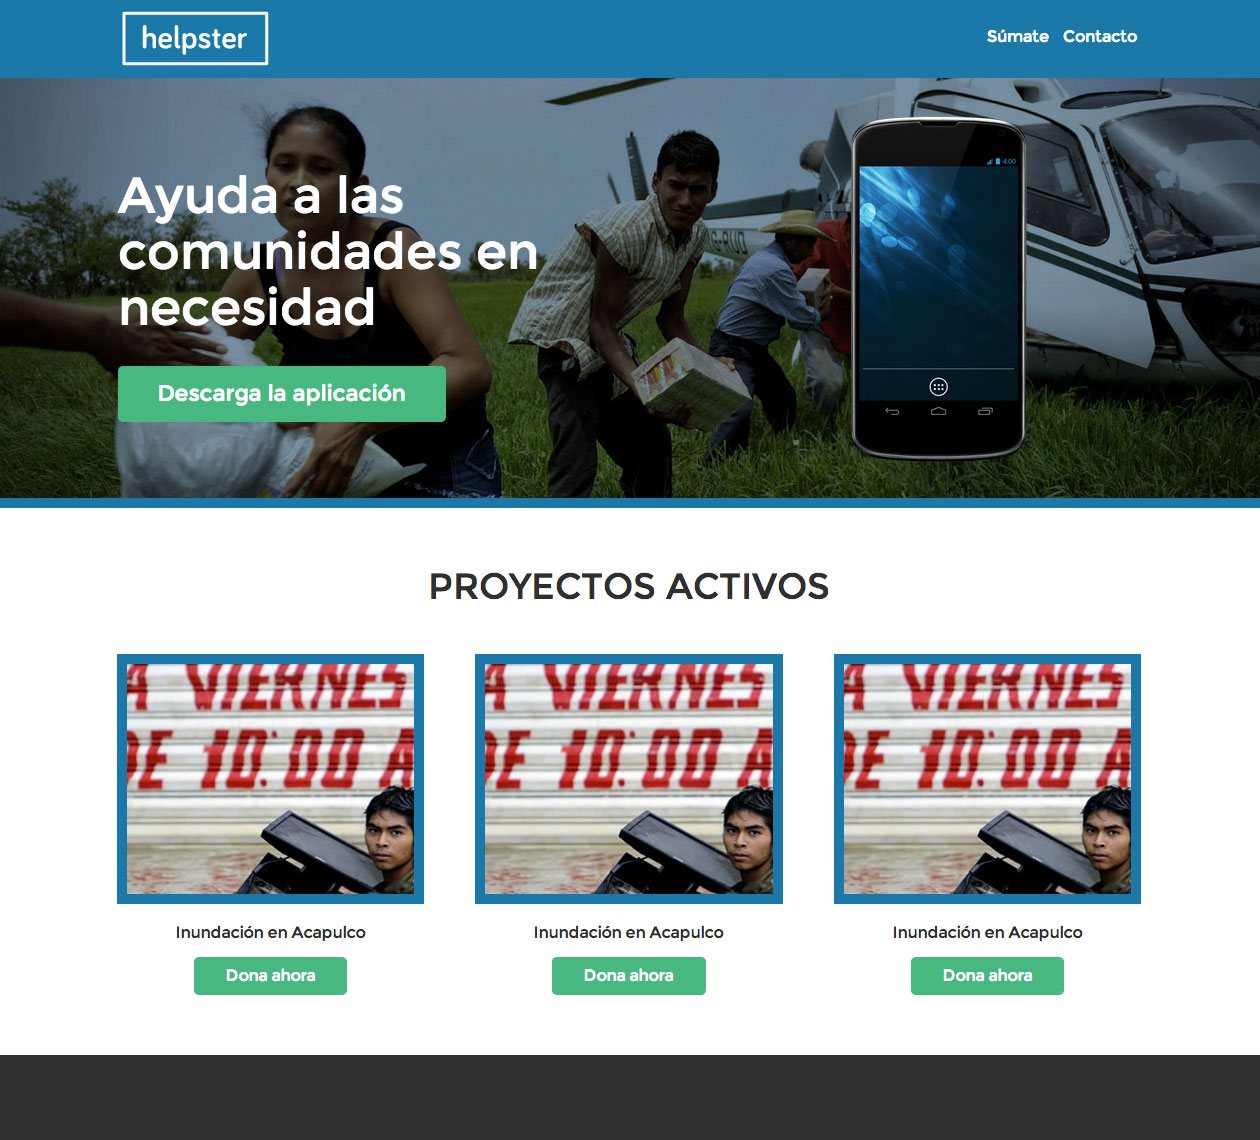 helpster
Súmate Contacto
Ayuda a las
comunidades en
necesidad
4:00
Descarga la aplicación
PROYECTOS ACTIVOS
A VIERNES A VIERNES A VIERNES
DE 10:00 A DE 10:00 A DE 10:00 A
Inundación en Acapulco Inundación en Acapulco Inundación en Acapulco
Dona ahora Dona ahora Dona ahora